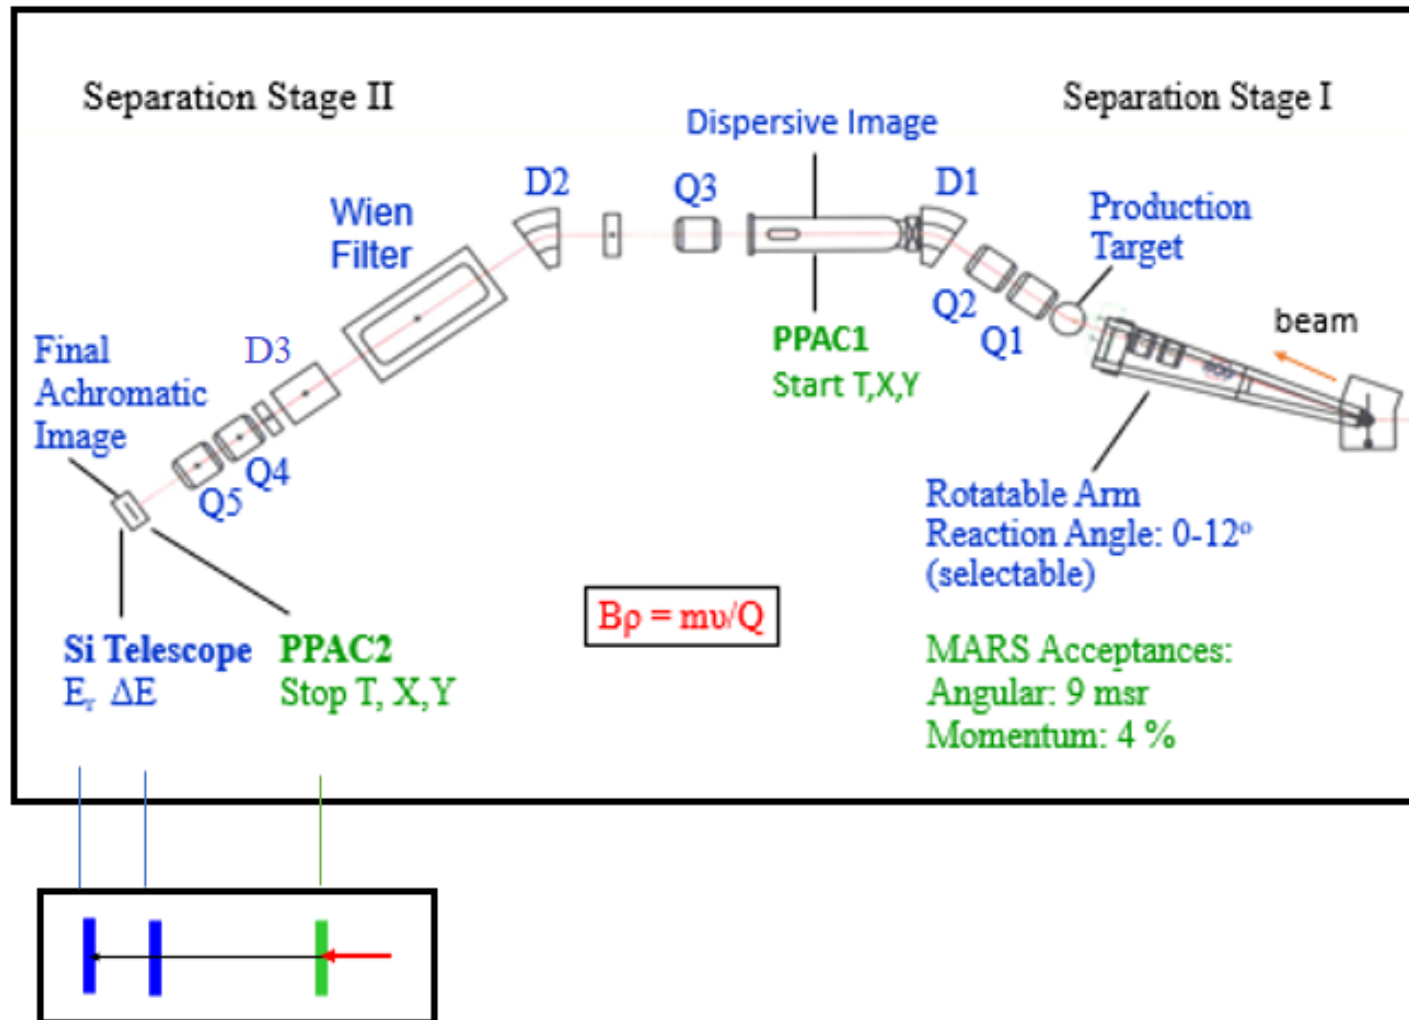 Separation Stage II
Separation Stage I
Dispersive Image
D2
Q3
D1
Production
Target
Wien
Filter
Q2
Q1
beam
PPAC1
Start T,X,Y
D3
Final
Achromatic
Image
Q4
Q5
Rotatable Arm
Reaction Angle: 0-12°
(selectable)
Bρ = mυ/Q
Si Telescope
Er ΔE
PPAC2
Stop T, X,Y
MARS Acceptances:
Angular: 9 msr
Momentum: 4 %